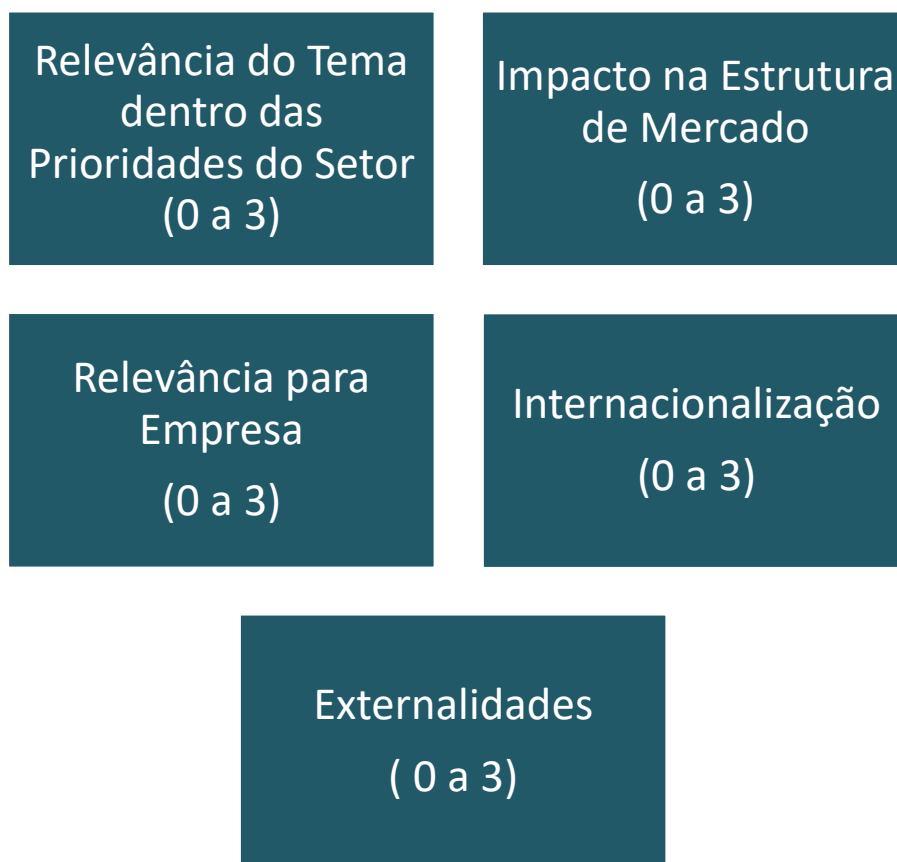 Relevância do Tema
dentro das
Prioridades do Setor
(0 a 3)
Impacto na Estrutura
de Mercado
(0 a 3)
Relevância para
Empresa
(0 a 3)
Internacionalização
(0 a 3)
Externalidades
( 0 a 3)